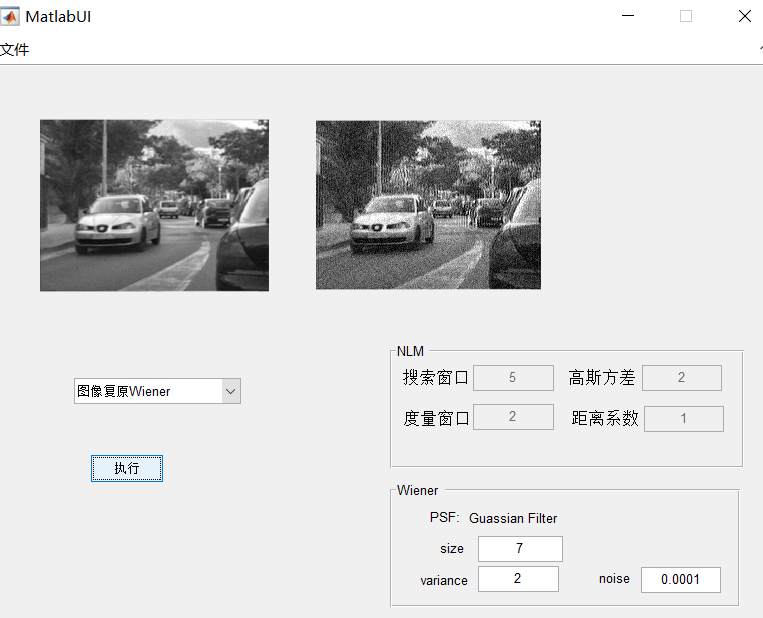 MatlabUI
文件
图像复原Wiener
执行
NLM
搜索窗口 5 高斯方差 2
度量窗口 2 距离系数 1
Wiener
PSF: Guassian Filter
size 7
variance 2 noise 0.0001